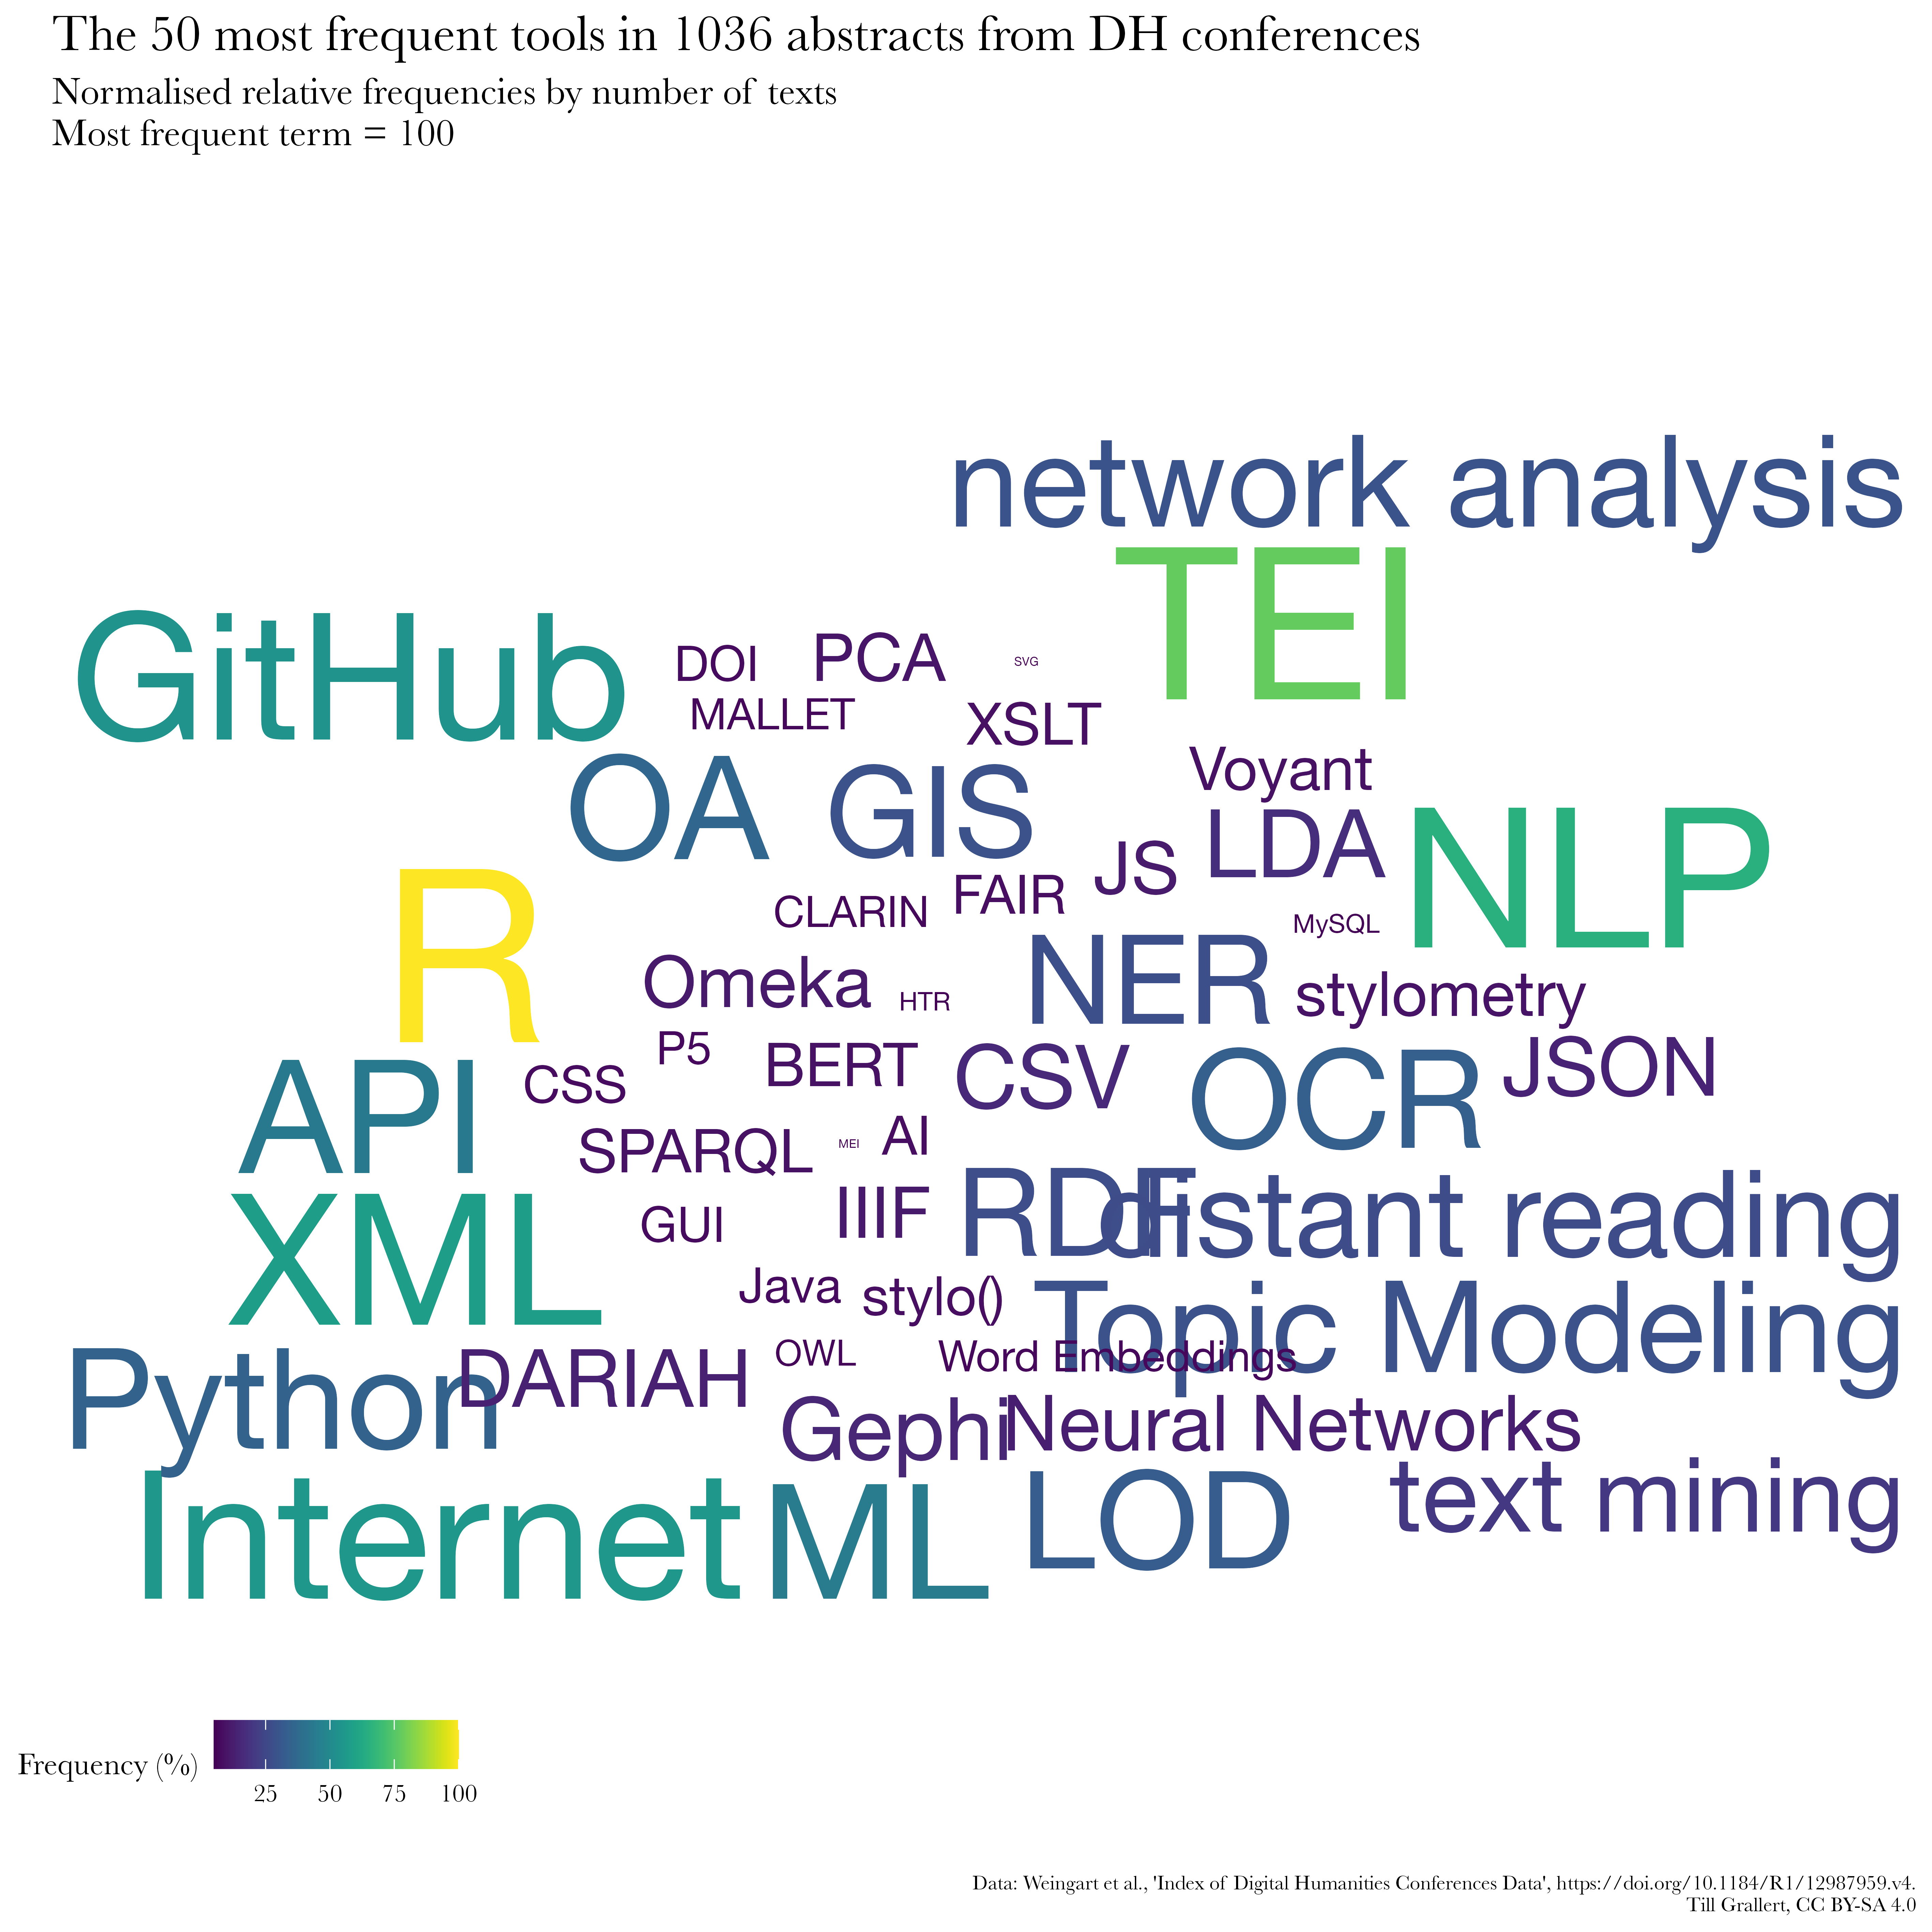 The 50 most frequent tools in 1036 abstracts from DH conferences
Normalised relative frequencies by number of texts
Most frequent term = 100
network analysis
TEI
GitHub
DOI
PCA
SVG
MALLET
XSLT
Voyant
OA
GIS
JS
LDA
NLP
R
CLARIN
FAIR
MySQL
NER
Omeka
HTR
stylometry
P5
BERT
CSV
OCR
JSON
API
CSS
SPARQL
MEI
AI
RDF
distant reading
XML
GUI
IIIF
Java
stylo()
Topic Modeling
Python
DARIAH
OWL
Word Embeddings
Gephi
Neural Networks
Internet
ML
LOD
text mining
Frequency (%)
25 50 75 100
Data: Weingart et al., 'Index of Digital Humanities Conferences Data', https://doi.org/10.1184/R1/12987959.v4.
Till Grallert, CC BY-SA 4.0